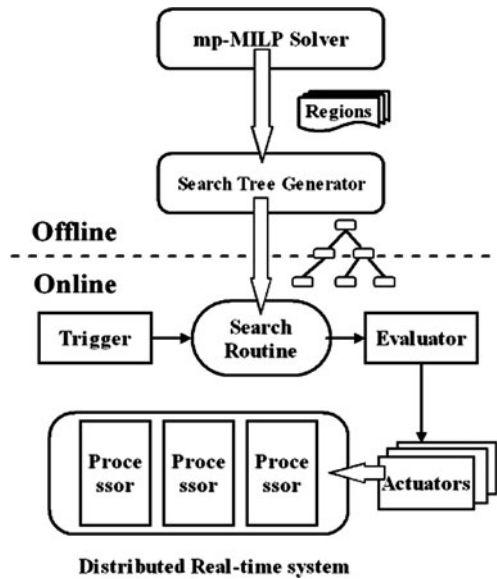 mp-MILP Solver
Regions
Search Tree Generator
Offline
Online
Trigger
Search
Routine
Evaluator
Proce
ssor
Proce
ssor
Proce
ssor
Actuators
Distributed Real-time system